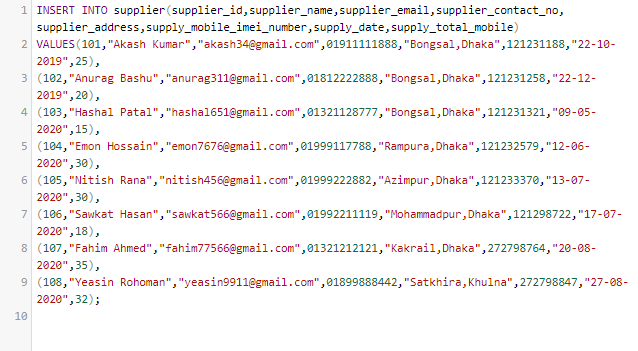 1 INSERT INTO supplier(supplier_id,supplier_name,supplier_email,supplier_contact_no,
supplier_address,supply_mobile_imei_number,supply_date,supply_total_mobile)
2 VALUES(101,"Akash Kumar","akash34@gmail.com",01911111888,"Bongsal,Dhaka",121231188,"22-10-
2019",25),
3 (102,"Anurag Bashu","anurag311@gmail.com",01812222888,"Bongsal,Dhaka",121231258,"22-12-
2019",20),
4 (103,"Hashal Patal","hashal651@gmail.com",01321128777,"Bongsal,Dhaka",121231321,"09-05-
2020",15),
5 (104,"Emon Hossain","emon7676@gmail.com",01999117788,"Rampura,Dhaka",121232579,"12-06-
2020",30),
6 (105,"Nitish Rana","nitish456@gmail.com",01999222882,"Azimpur,Dhaka",121233370,"13-07-
2020",30),
7 (106,"Sawkat Hasan","sawkat566@gmail.com",01992211119,"Mohammadpur,Dhaka",121298722,"17-07-
2020",18),
8 (107,"Fahim Ahmed","fahim77566@gmail.com",01321212121,"Kakrail,Dhaka",272798764,"20-08-
2020",35),
9 (108,"Yeasin Rohoman","yeasin9911@gmail.com",01899888442,"Satkhira,Khulna",272798847,"27-08-
2020",32);
10